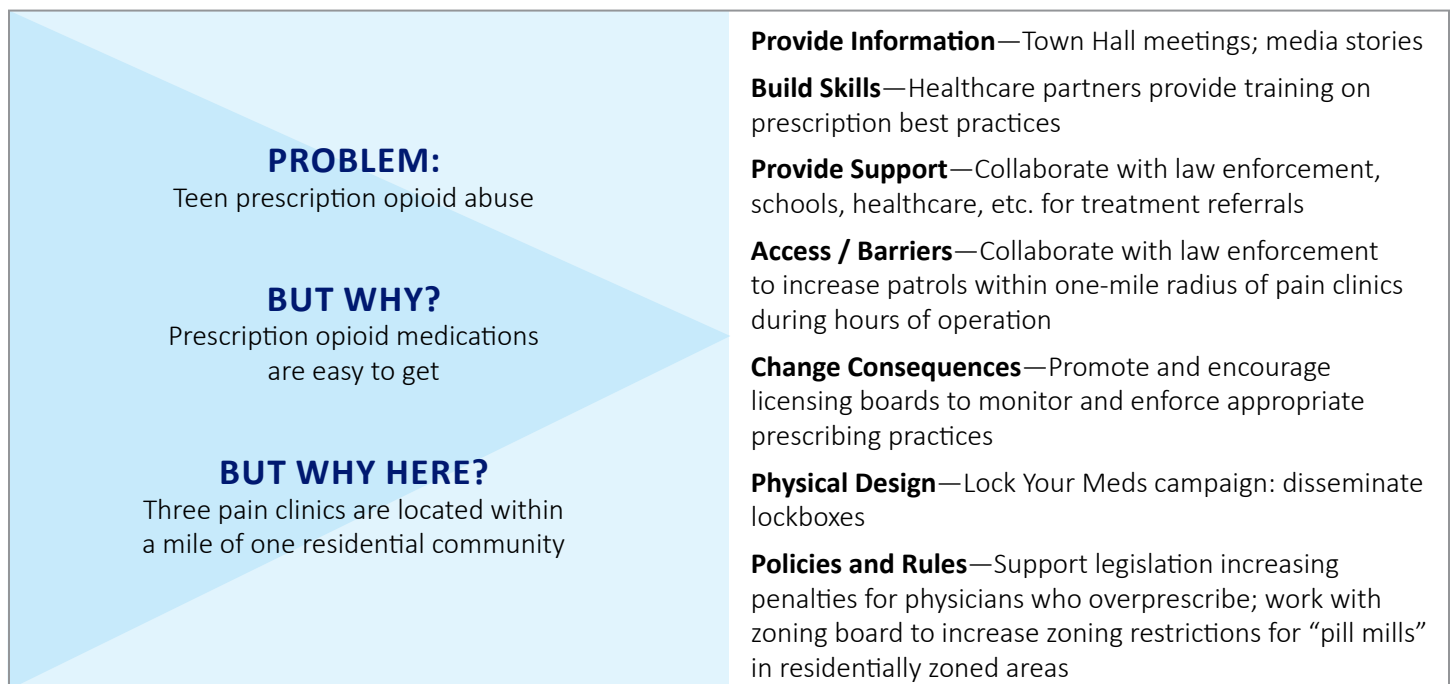 PROBLEM:
Teen prescription opioid abuse
BUT WHY?
Prescription opioid medications
are easy to get
BUT WHY HERE?
Three pain clinics are located within
a mile of one residential community
Provide Information—Town Hall meetings; media stories
Build Skills—Healthcare partners provide training on
prescription best practices
Provide Support—Collaborate with law enforcement,
schools, healthcare, etc. for treatment referrals
Access / Barriers—Collaborate with law enforcement
to increase patrols within one-mile radius of pain clinics
during hours of operation
Change Consequences—Promote and encourage
licensing boards to monitor and enforce appropriate
prescribing practices
Physical Design—Lock Your Meds campaign: disseminate
lockboxes
Policies and Rules—Support legislation increasing
penalties for physicians who overprescribe; work with
zoning board to increase zoning restrictions for “pill mills”
in residentially zoned areas